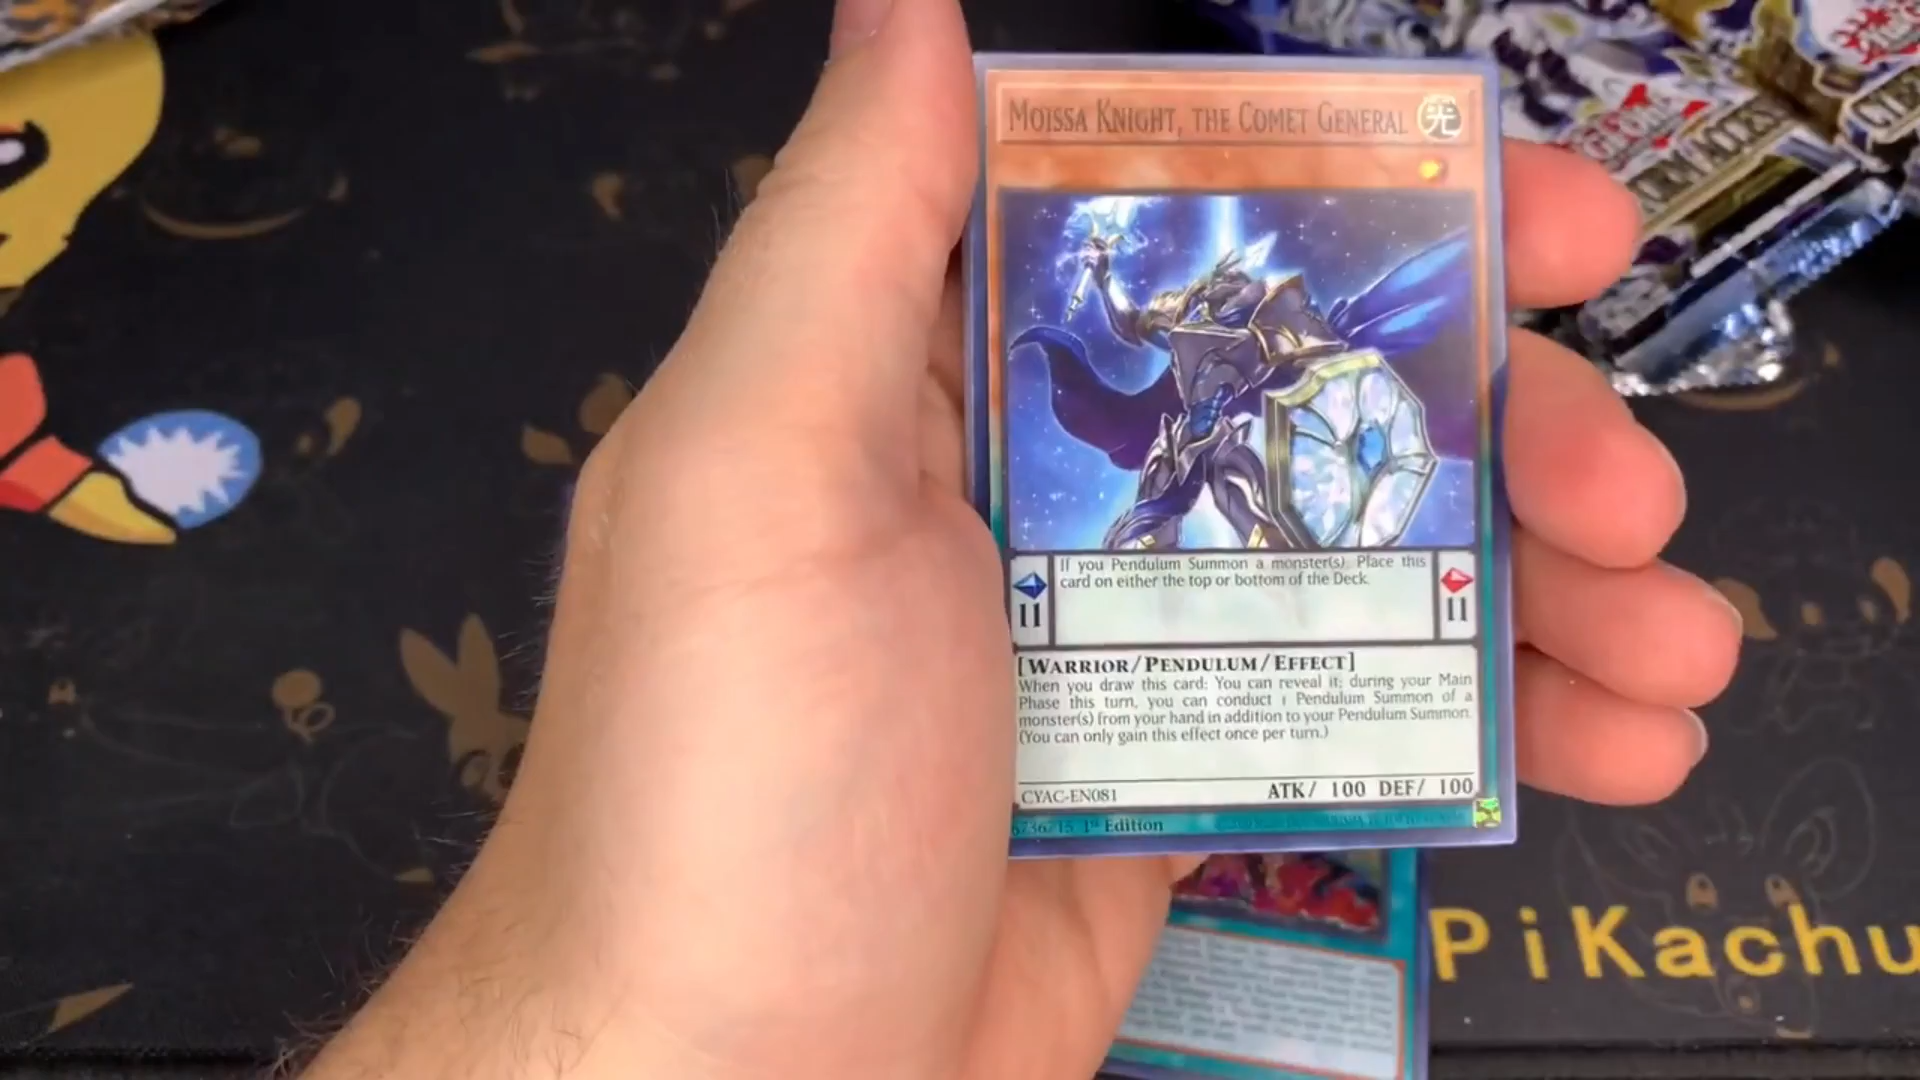 MOISSA KNIGHT, THE COMET GENERAL 光
If you Pendulum Summon a monster(s): Place this
card on either the top or bottom of the Deck.
11
11
[WARRIOR/PENDULUM/EFFECT]
When you draw this card: You can reveal it; during your Main
Phase this turn, you can conduct 1 Pendulum Summon of a
monster(s) from your hand in addition to your Pendulum Summon.
(You can only gain this effect once per turn.)
ATK/ 100 DEF/ 100
CYAC-EN081
1st Edition
PiKachu